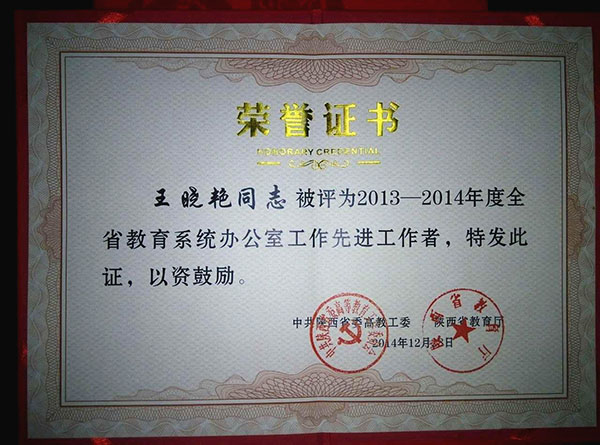 荣誉证书
HONORARY CREDENTIAL
王晓艳同志 被评为2013—2014年度全
省教育系统办公室工作先进工作者，特发此
证，以资鼓励。
中共陕西省委高教工委 陕西省教育厅
2014年12月